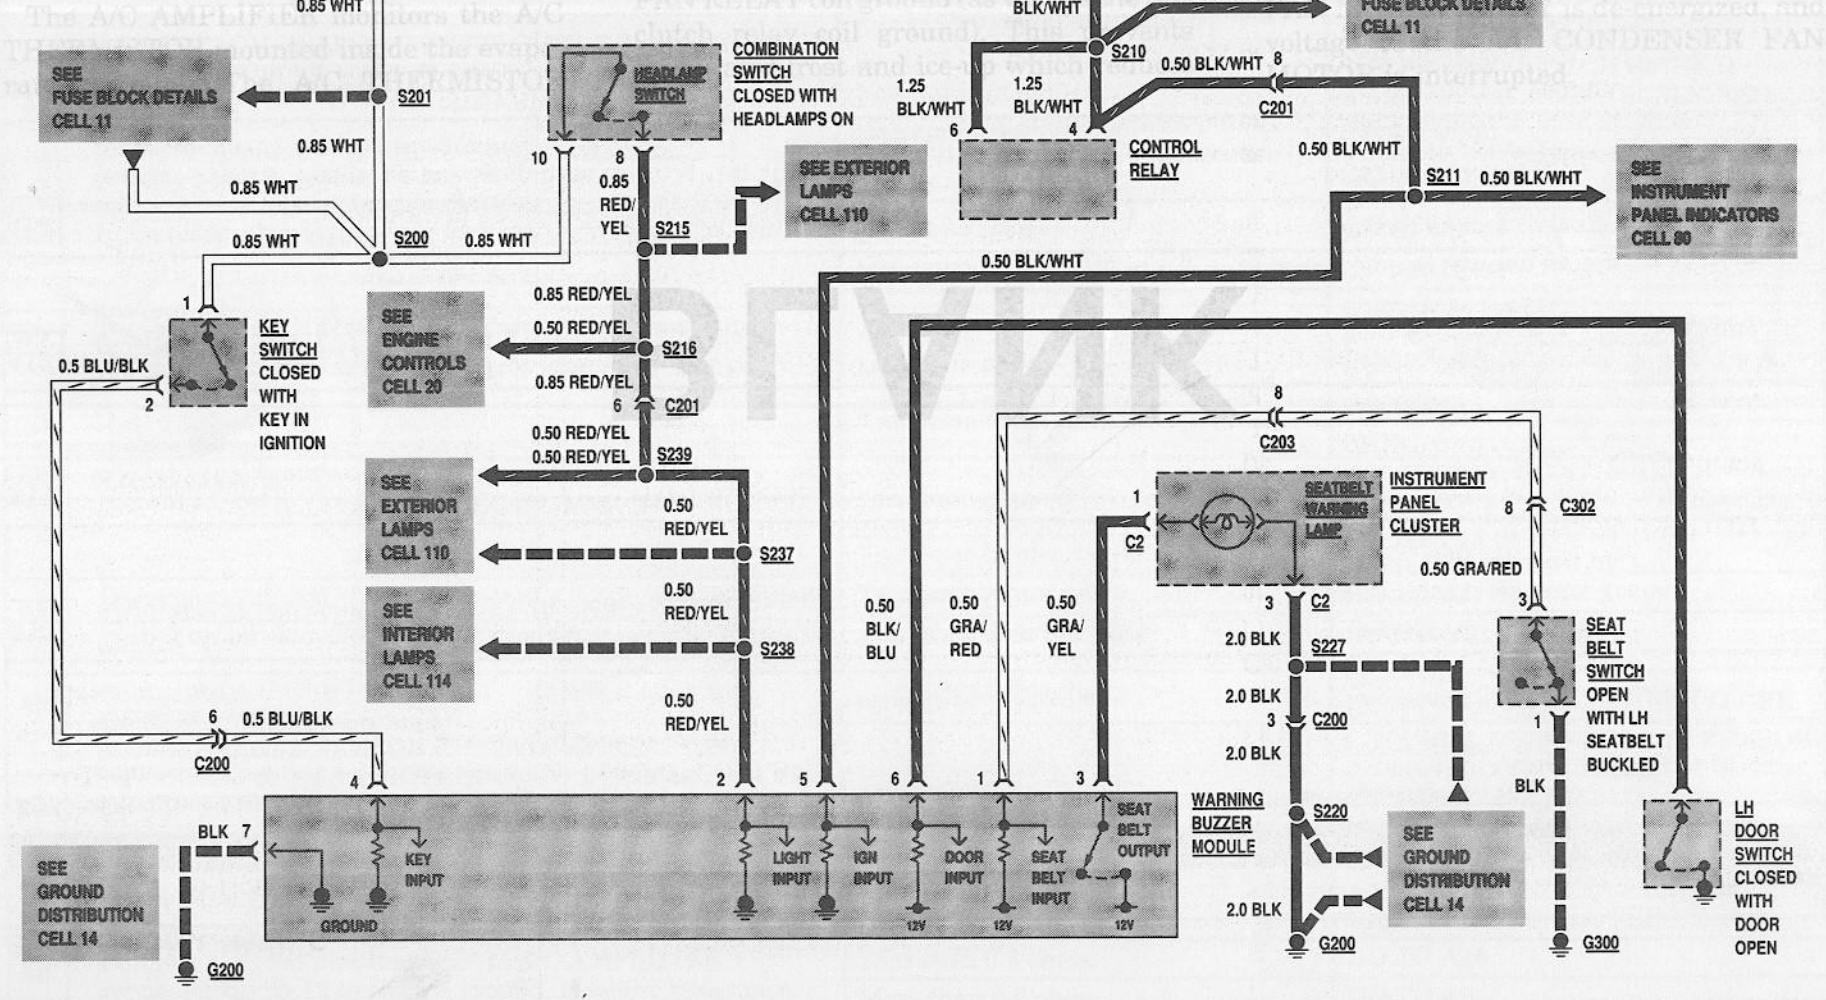 0.85 WHT
SEE
FUSE BLOCK DETAILS
CELL 11
S201
0.85 WHT
0.85 WHT
0.85 WHT
S200
0.85 WHT
HEADLAMP
SWITCH
COMBINATION
SWITCH
CLOSED WITH
HEADLAMPS ON
10
8
0.85
RED/
YEL
S215
SEE EXTERIOR
LAMPS
CELL 110
BLK/WHT
FUSE BLOCK DETAILS
CELL 11
S210
0.50 BLK/WHT
8
C201
1.25
BLK/WHT
1.25
BLK/WHT
6
4
CONTROL
RELAY
0.50 BLK/WHT
S211
0.50 BLK/WHT
SEE
INSTRUMENT
PANEL INDICATORS
CELL 80
0.50 BLK/WHT
BLANK
1
KEY
SWITCH
CLOSED
WITH
KEY IN
IGNITION
0.5 BLU/BLK
2
SEE
ENGINE
CONTROLS
CELL 20
0.85 RED/YEL
0.50 RED/YEL
S216
0.85 RED/YEL
6
C201
0.50 RED/YEL
0.50 RED/YEL
S239
SEE
EXTERIOR
LAMPS
CELL 110
0.50
RED/YEL
S237
SEE
INTERIOR
LAMPS
CELL 114
0.50
RED/YEL
S238
0.50
RED/YEL
8
C203
1
C2
SEATBELT
WARNING
LAMP
INSTRUMENT
PANEL
CLUSTER
8
C302
0.50 GRA/RED
3
0.50
BLK/
BLU
0.50
GRA/
RED
0.50
GRA/
YEL
3
C2
2.0 BLK
S227
2.0 BLK
3
C200
2.0 BLK
SEAT
BELT
SWITCH
OPEN
WITH LH
SEATBELT
BUCKLED
1
BLK
6
0.5 BLU/BLK
C200
4
2
5
6
1
3
WARNING
BUZZER
MODULE
S220
SEE
GROUND
DISTRIBUTION
CELL 14
2.0 BLK
G200
G300
LH
DOOR
SWITCH
CLOSED
WITH
DOOR
OPEN
BLK
7
SEE
GROUND
DISTRIBUTION
CELL 14
G200
GROUND
KEY
INPUT
LIGHT
INPUT
IGN
INPUT
DOOR
INPUT
12V
SEAT
BELT
INPUT
12V
SEAT
BELT
OUTPUT
12V